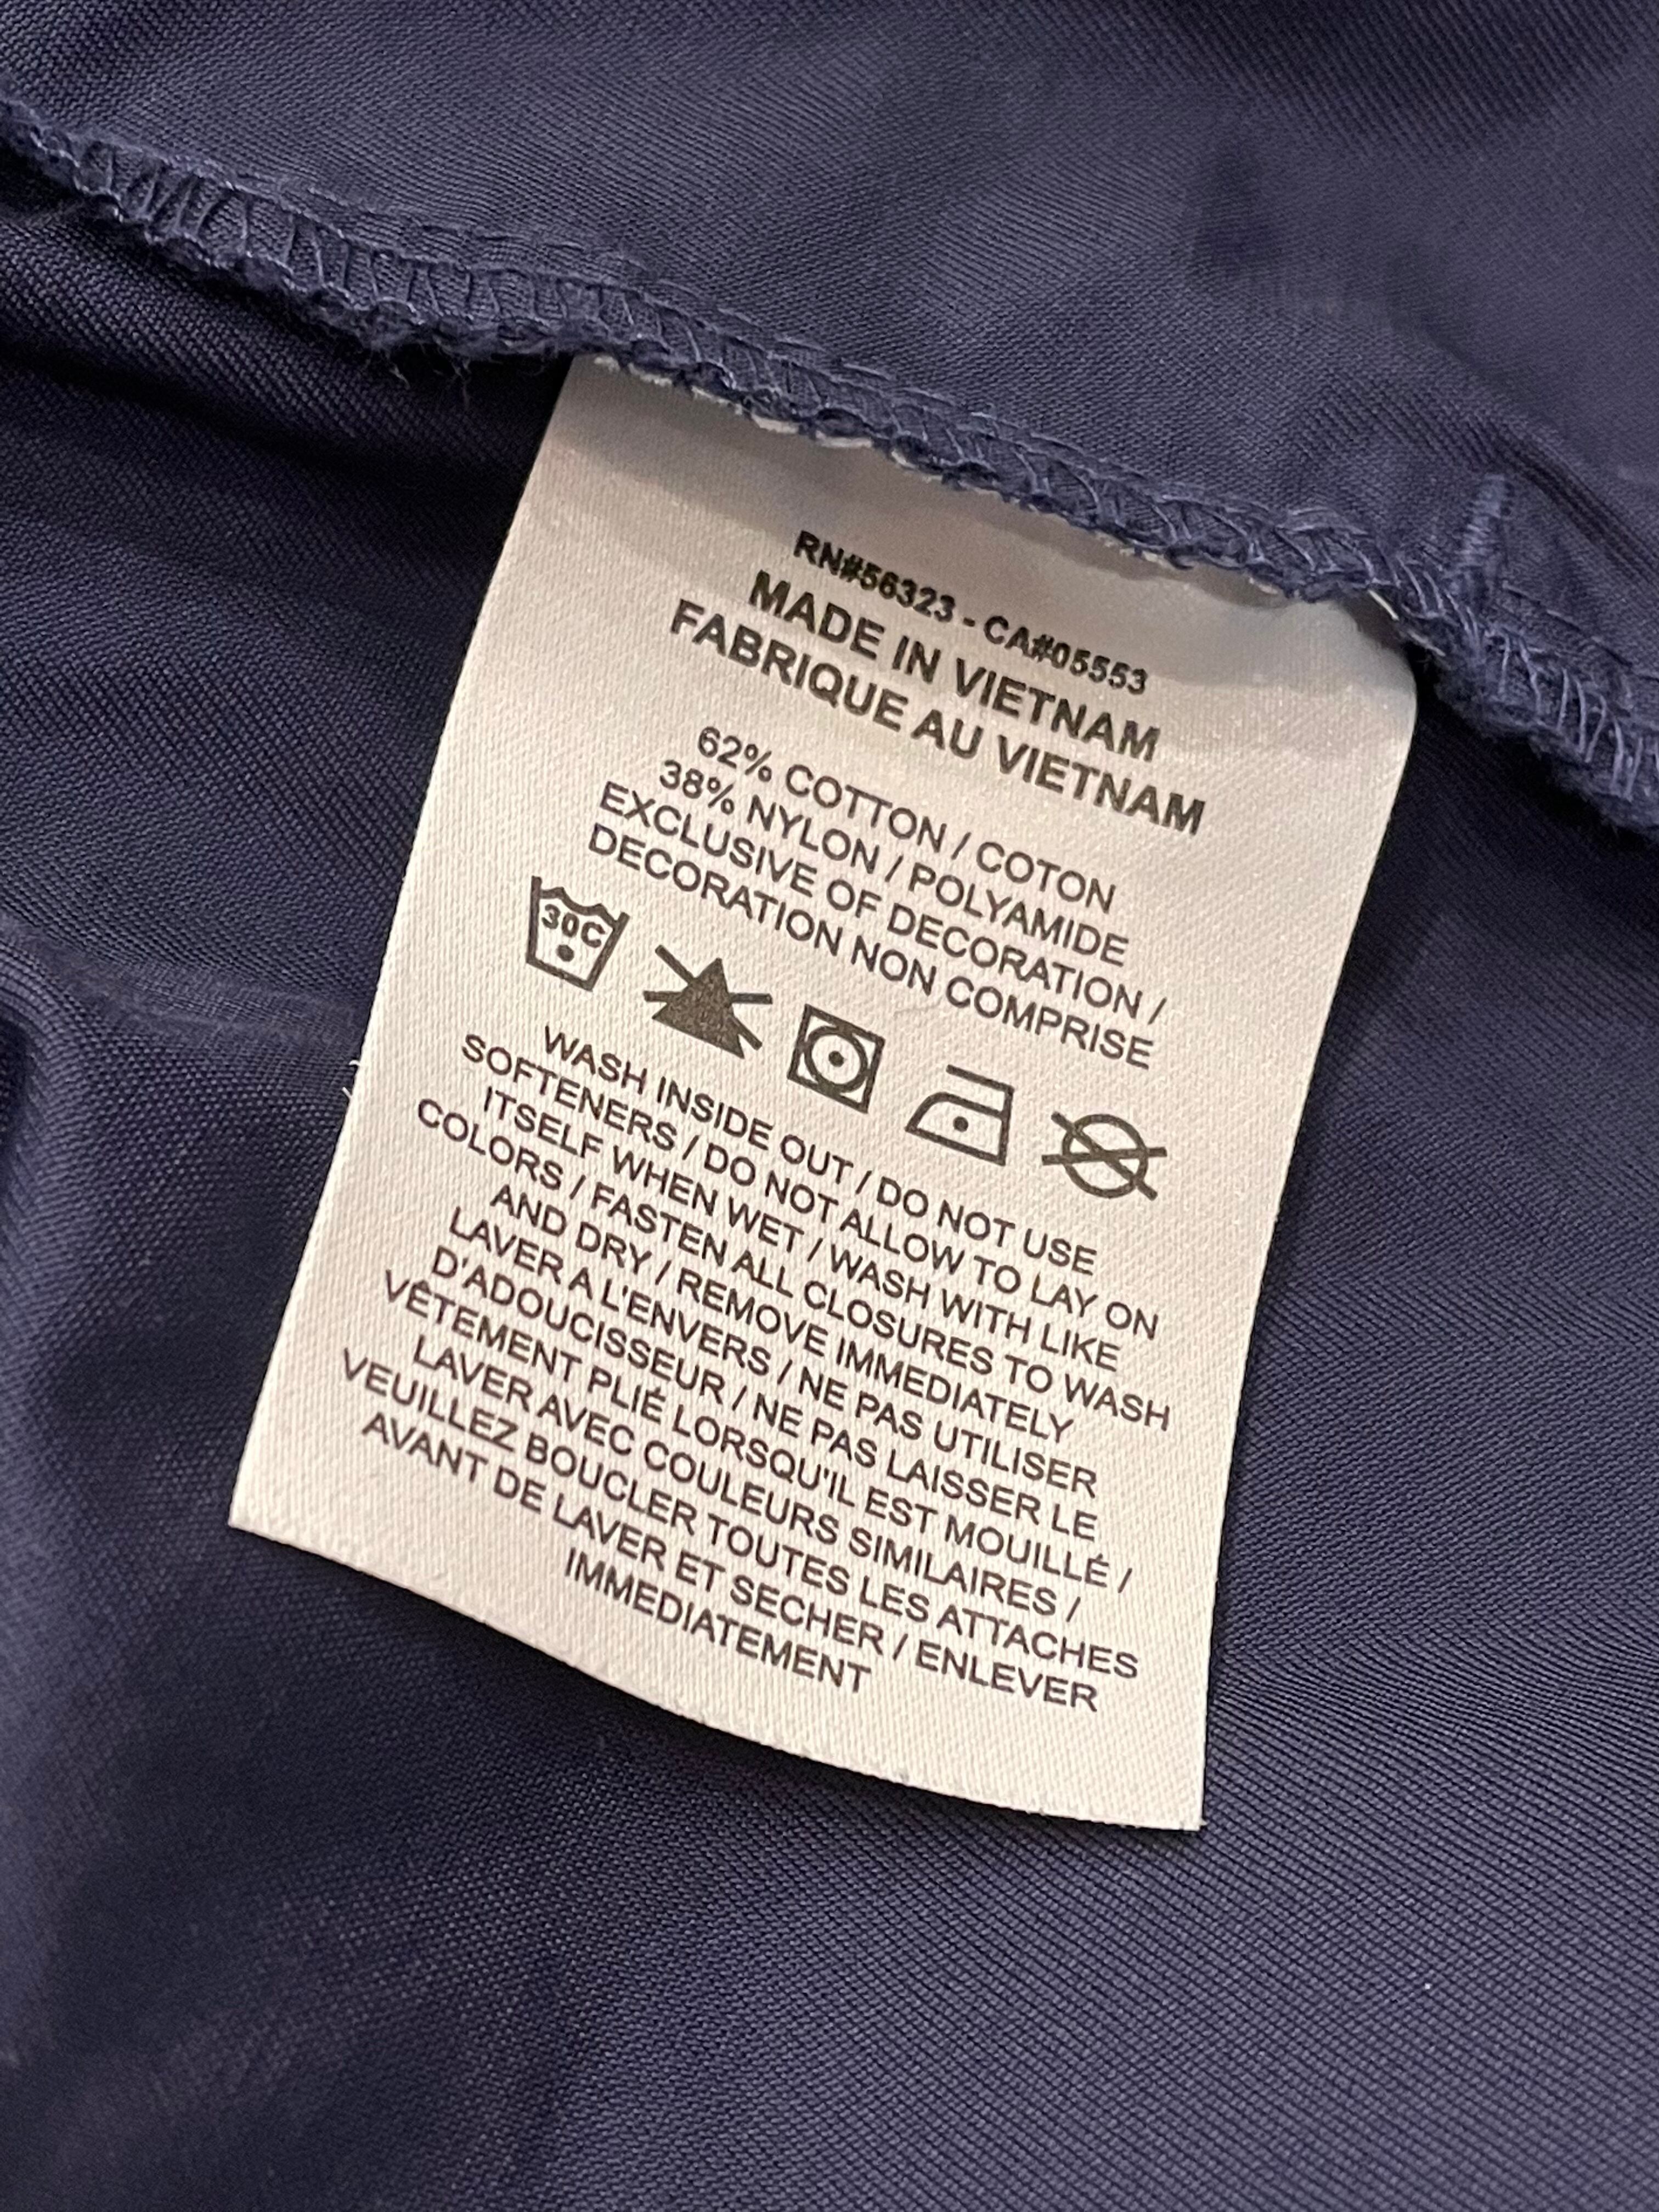 RN#56323 - CA#05553
MADE IN VIETNAM
FABRIQUE AU VIETNAM
62% COTTON / COTON
38% NYLON / POLYAMIDE
EXCLUSIVE OF DECORATION /
DECORATION NON COMPRISE
30C
WASH INSIDE OUT / DO NOT USE
SOFTENERS / DO NOT ALLOW TO LAY ON
ITSELF WHEN WET / WASH WITH LIKE
COLORS / FASTEN ALL CLOSURES TO WASH
AND DRY / REMOVE IMMEDIATELY
LAVER A L'ENVERS / NE PAS UTILISER
D'ADOUCISSEUR / NE PAS LAISSER LE
VÊTEMENT PLIÉ LORSQU'IL EST MOUILLÉ /
LAVER AVEC COULEURS SIMILAIRES /
VEUILLEZ BOUCLER TOUTES LES ATTACHES
AVANT DE LAVER ET SECHER / ENLEVER
IMMEDIATEMENT